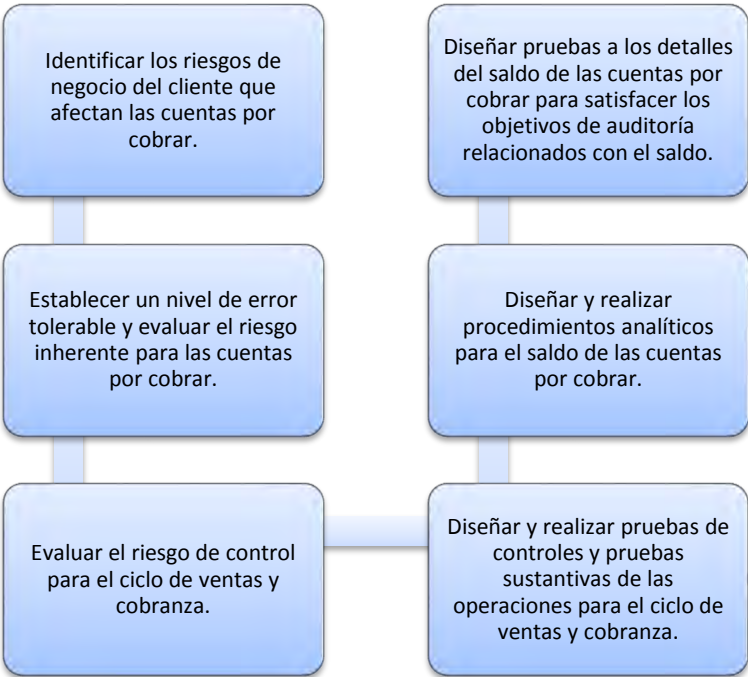 Identificar los riesgos de
negocio del cliente que
afectan las cuentas por
cobrar.
Establecer un nivel de error
tolerable y evaluar el riesgo
inherente para las cuentas
por cobrar.
Evaluar el riesgo de control
para el ciclo de ventas y
cobranza.
Diseñar y realizar pruebas de
controles y pruebas
sustantivas de las
operaciones para el ciclo de
ventas y cobranza.
Diseñar y realizar
procedimientos analíticos
para el saldo de las cuentas
por cobrar.
Diseñar pruebas a los detalles
del saldo de las cuentas por
cobrar para satisfacer los
objetivos de auditoría
relacionados con el saldo.